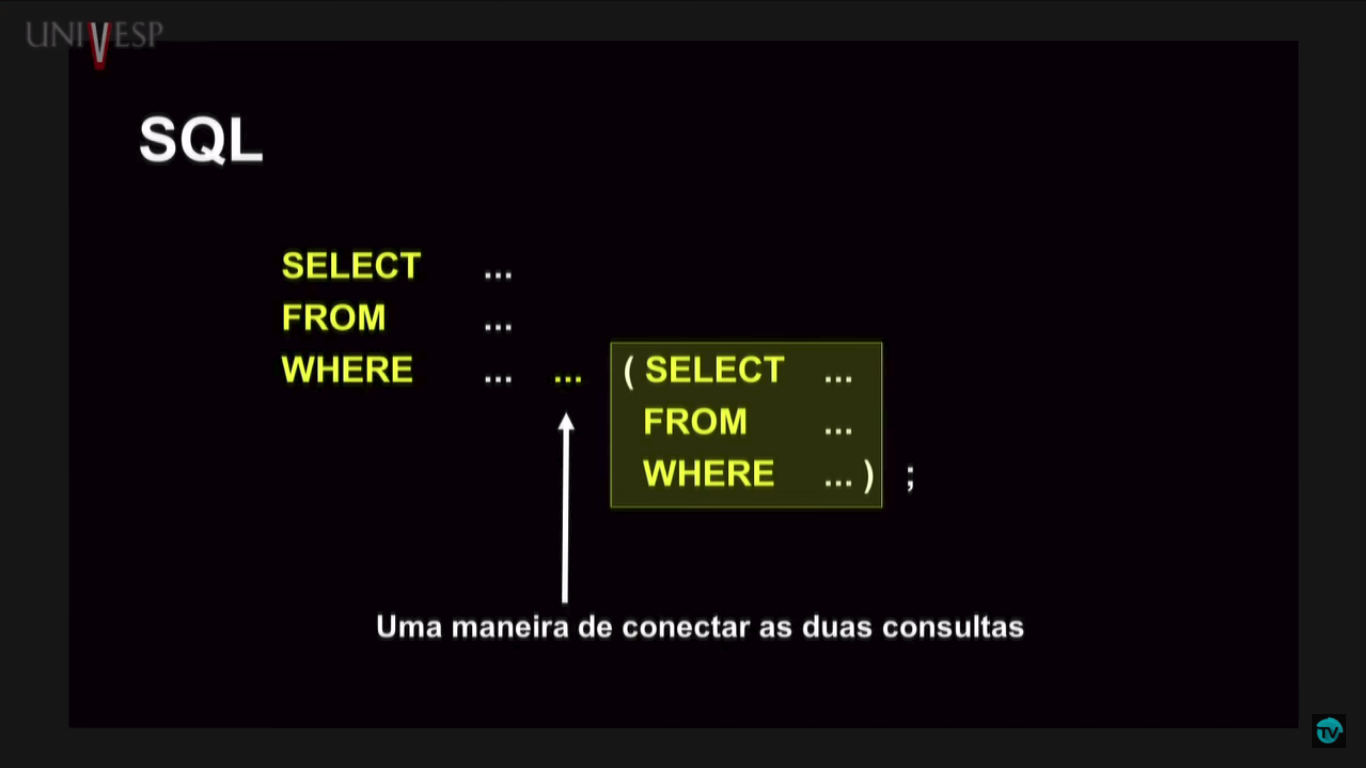 UNIVESP
SQL
SELECT ...
FROM ...
WHERE ... ... ( SELECT ...
FROM ...
WHERE ... ) ;
Uma maneira de conectar as duas consultas
TV